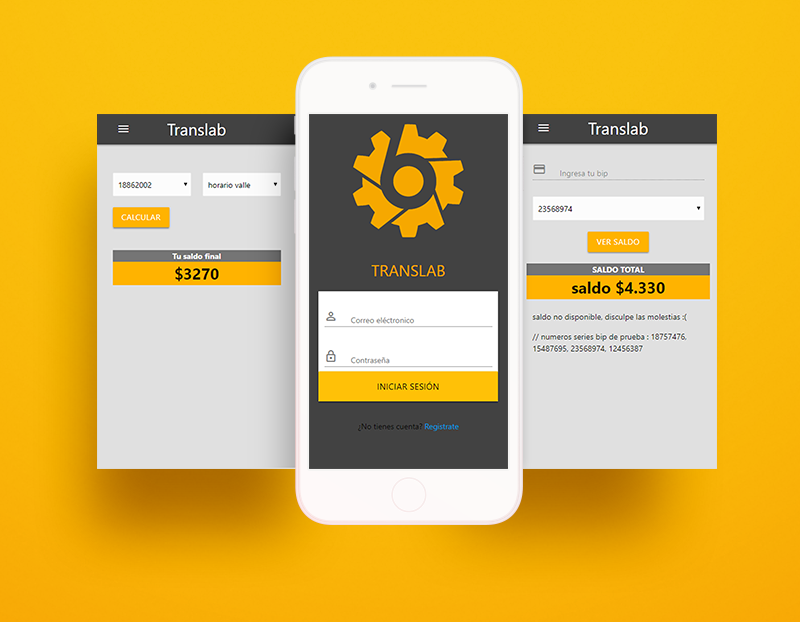 Translab
18862002
horario valle
CALCULAR
Tu saldo final
$3270
TRANSLAB
Correo eléctronico
Contraseña
INICIAR SESIÓN
¿No tienes cuenta? Registrate
Translab
Ingresa tu bip
23568974
VER SALDO
SALDO TOTAL
saldo $4.330
saldo no disponible, disculpe las molestias :(
// numeros series bip de prueba : 18757476,
15487695, 23568974, 12456387